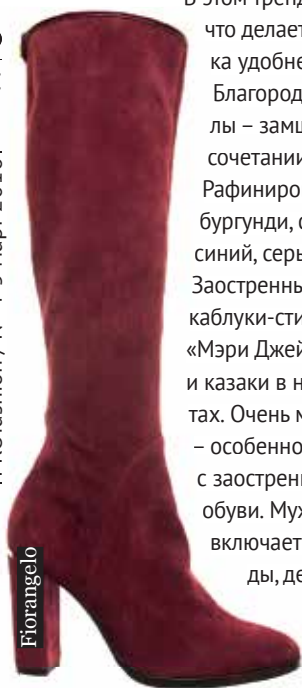 В этом тренд
что делает
ка удобне
Благород
лы – замш
сочетании
Рафиниро
бургунди, с
синий, серы
Заостренны
каблуки-сти
«Мэри Джей
и казаки в н
тах. Очень м
– особенно
с заостренн
обуви. Муж
включает
ды, де
Fiorangelo